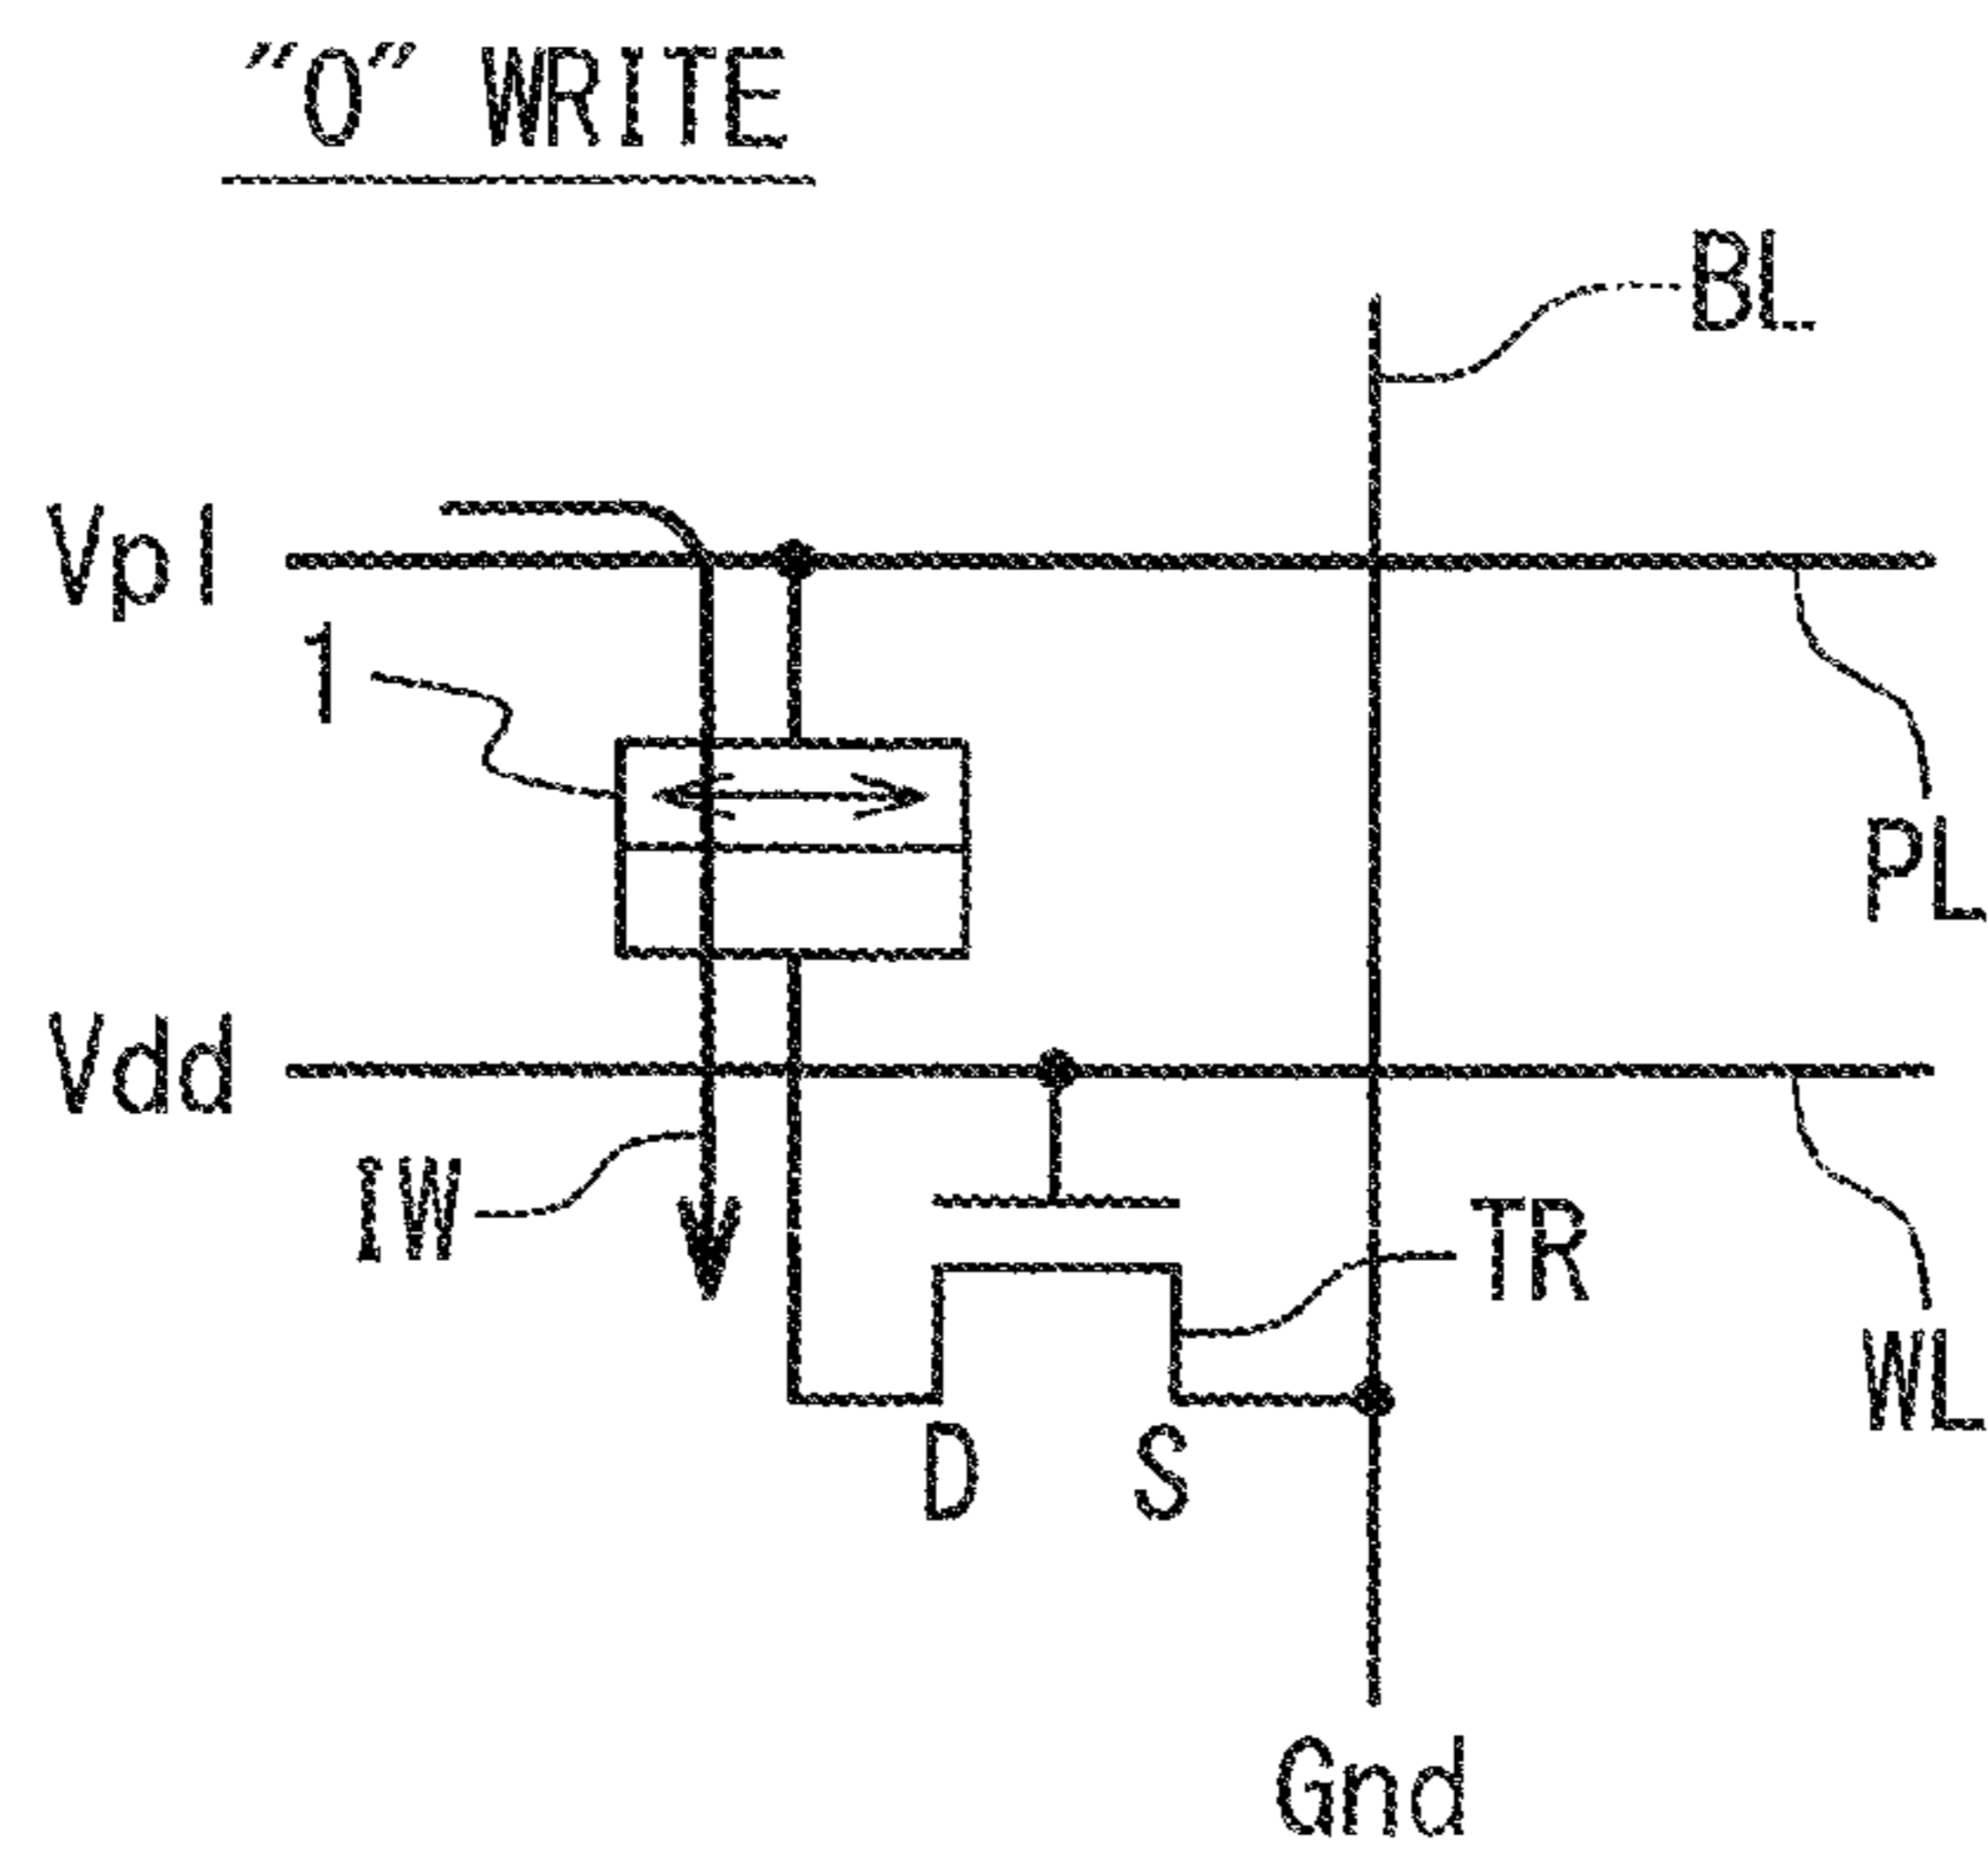 "0" WRITE
BL
Vpl
1
PL
Vdd
IW
TR
WL
D S
Gnd